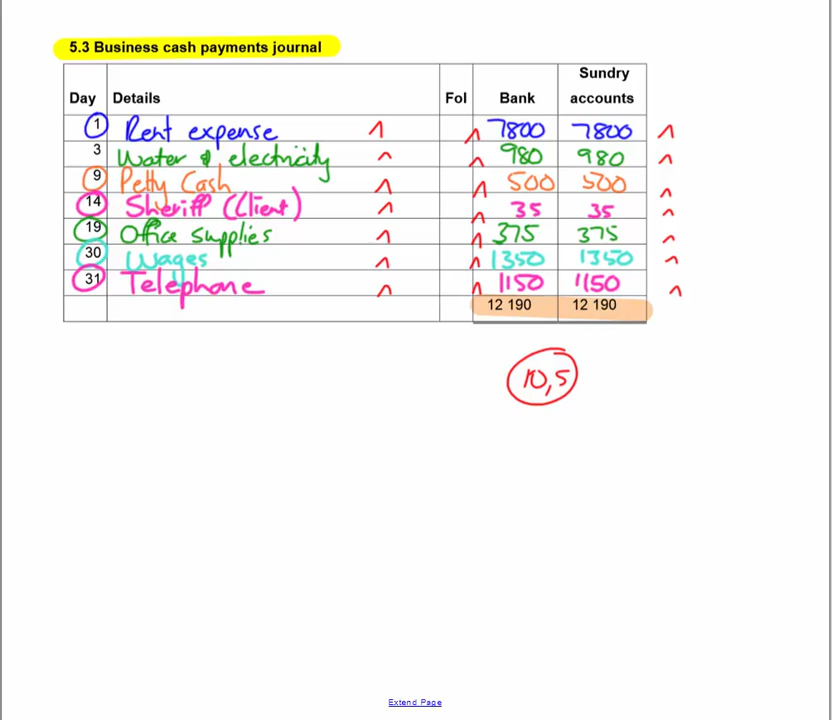 5.3 Business cash payments journal
Day Details Fol Bank Sundry accounts
1 Rent expense 7800 7800
3 Water & electricity 980 980
9 Petty Cash 500 500
14 Sheriff (Client) 35 35
19 Office supplies 375 375
30 Wages 1350 1350
31 Telephone 1150 1150
12 190 12 190
10,5
Extend Page